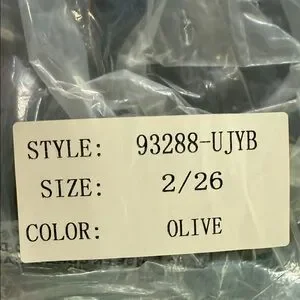 STYLE: 93288-UJYB
SIZE: 2/26
COLOR: OLIVE